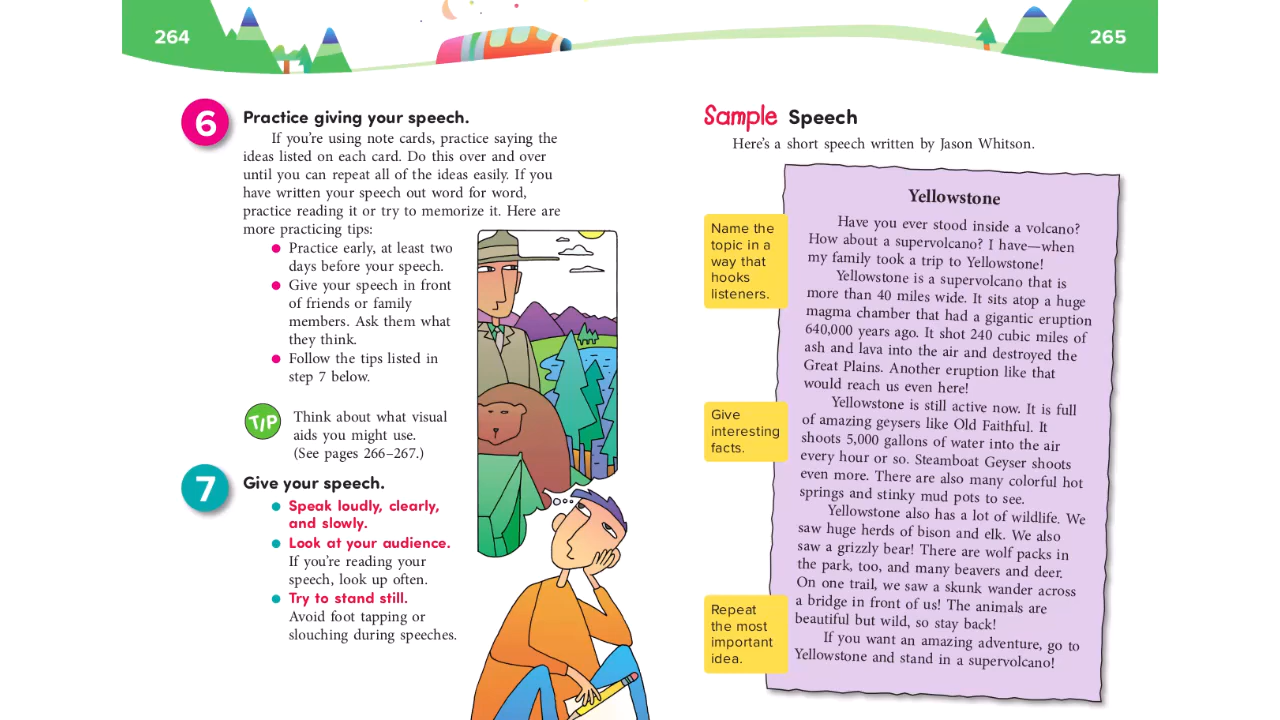 264
6
Practice giving your speech.
If you're using note cards, practice saying the
ideas listed on each card. Do this over and over
until you can repeat all of the ideas easily. If you
have written your speech out word for word,
practice reading it or try to memorize it. Here are
more practicing tips:
Practice early, at least two
days before your speech.
Give your speech in front
of friends or family
members. Ask them what
they think.
Follow the tips listed in
step 7 below.
TIP
Think about what visual
aids you might use.
(See pages 266–267.)
7
Give your speech.
Speak loudly, clearly,
and slowly.
Look at your audience.
If you're reading your
speech, look up often.
Try to stand still.
Avoid foot tapping or
slouching during speeches.
265
Sample Speech
Here's a short speech written by Jason Whitson.
Name the
topic in a
way that
hooks
listeners.
Give
interesting
facts.
Repeat
the most
important
idea.
Yellowstone
Have you ever stood inside a volcano?
How about a supervolcano? I have—when
my family took a trip to Yellowstone!
Yellowstone is a supervolcano that is
more than 40 miles wide. It sits atop a huge
magma chamber that had a gigantic eruption
640,000 years ago. It shot 240 cubic miles of
ash and lava into the air and destroyed the
Great Plains. Another eruption like that
would reach us even here!
Yellowstone is still active now. It is full
of amazing geysers like Old Faithful. It
shoots 5,000 gallons of water into the air
every hour or so. Steamboat Geyser shoots
even more. There are also many colorful hot
springs and stinky mud pots to see.
Yellowstone also has a lot of wildlife. We
saw huge herds of bison and elk. We also
saw a grizzly bear! There are wolf packs in
the park, too, and many beavers and deer.
On one trail, we saw a skunk wander across
a bridge in front of us! The animals are
beautiful but wild, so stay back!
If you want an amazing adventure, go to
Yellowstone and stand in a supervolcano!